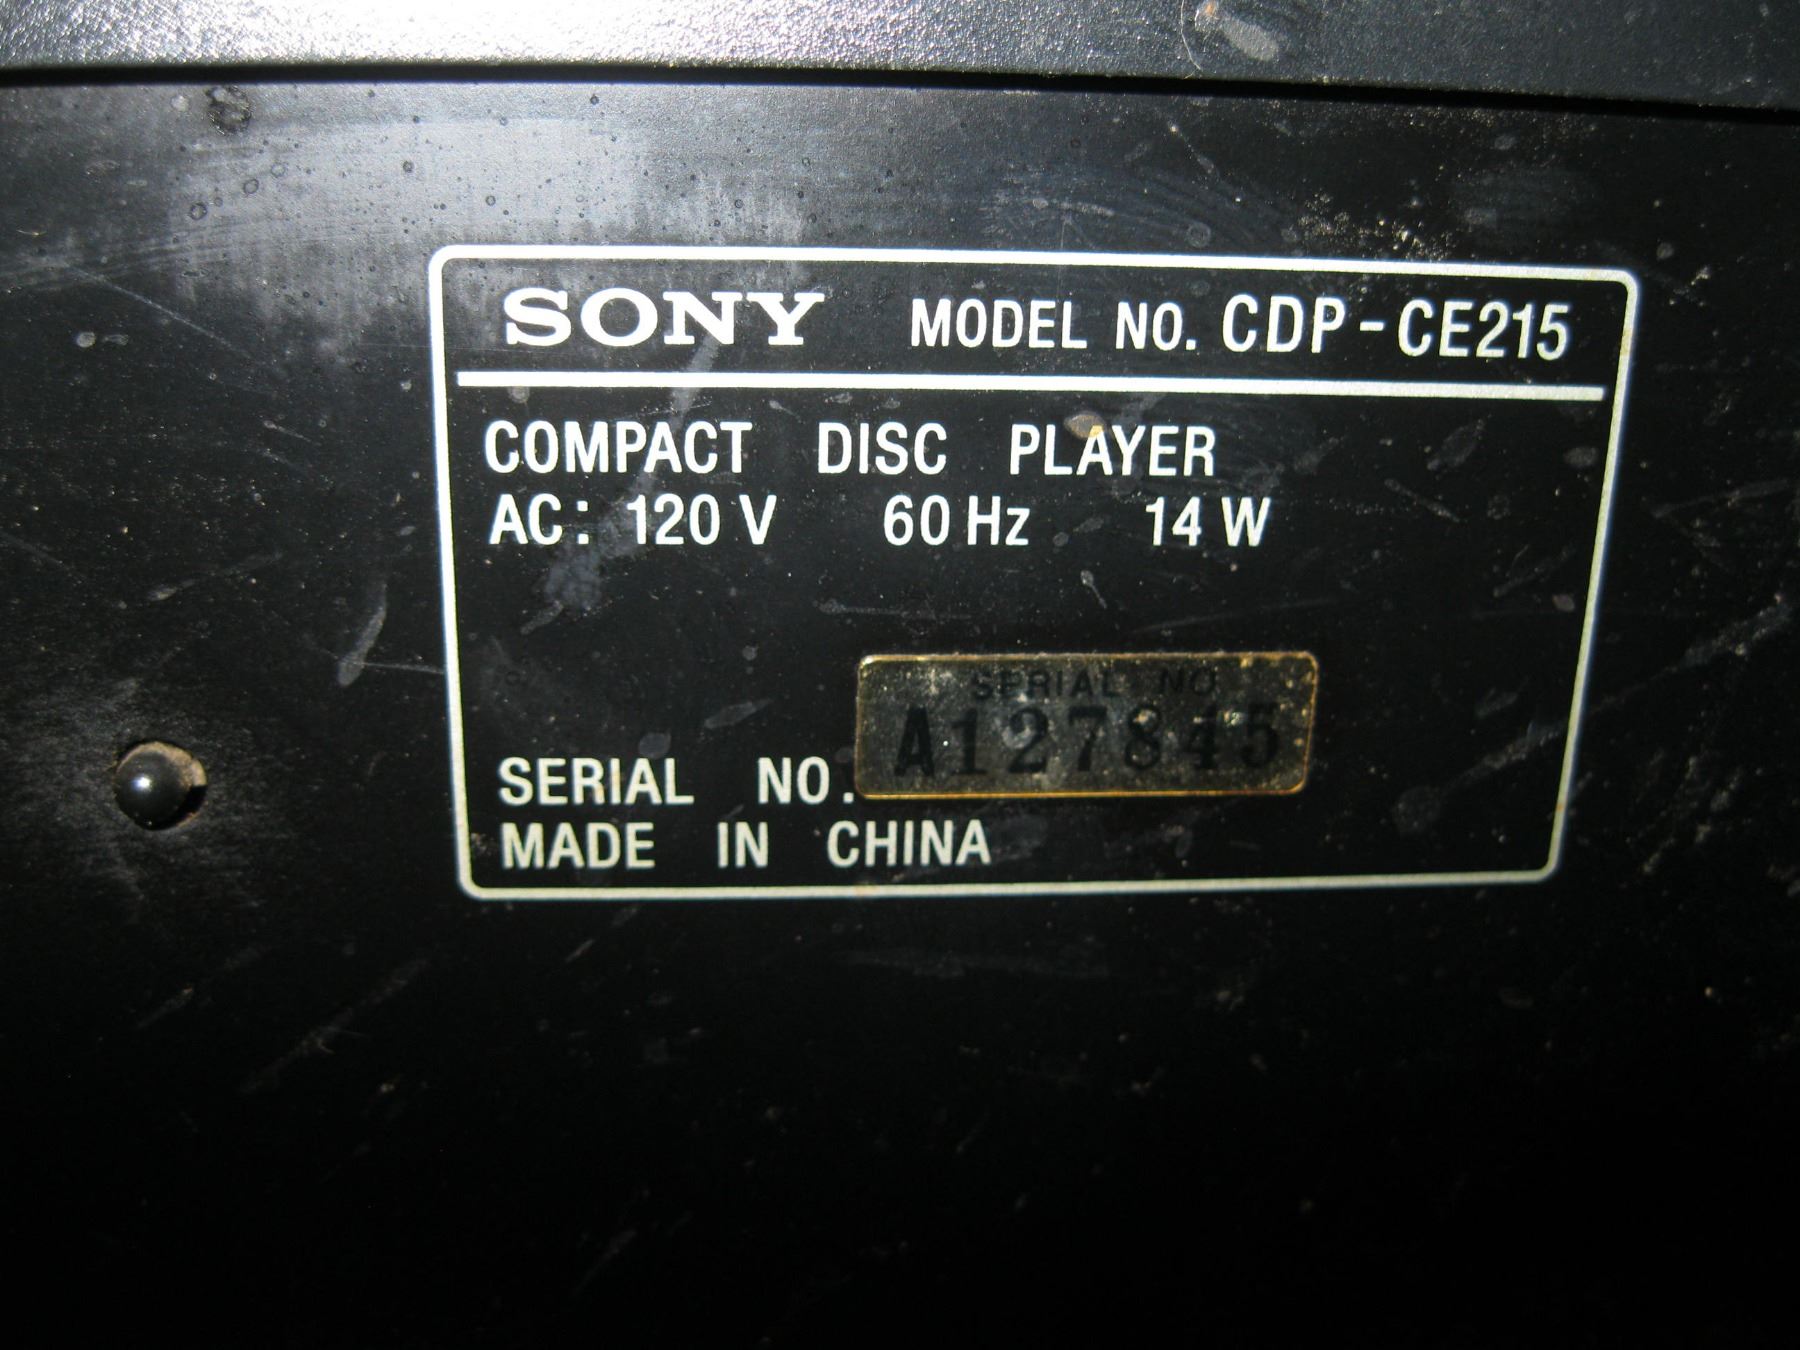 SONY MODEL NO. CDP-CE215
COMPACT DISC PLAYER
AC: 120 V 60 Hz 14 W
SERIAL NO
A127845
SERIAL NO.
MADE IN CHINA